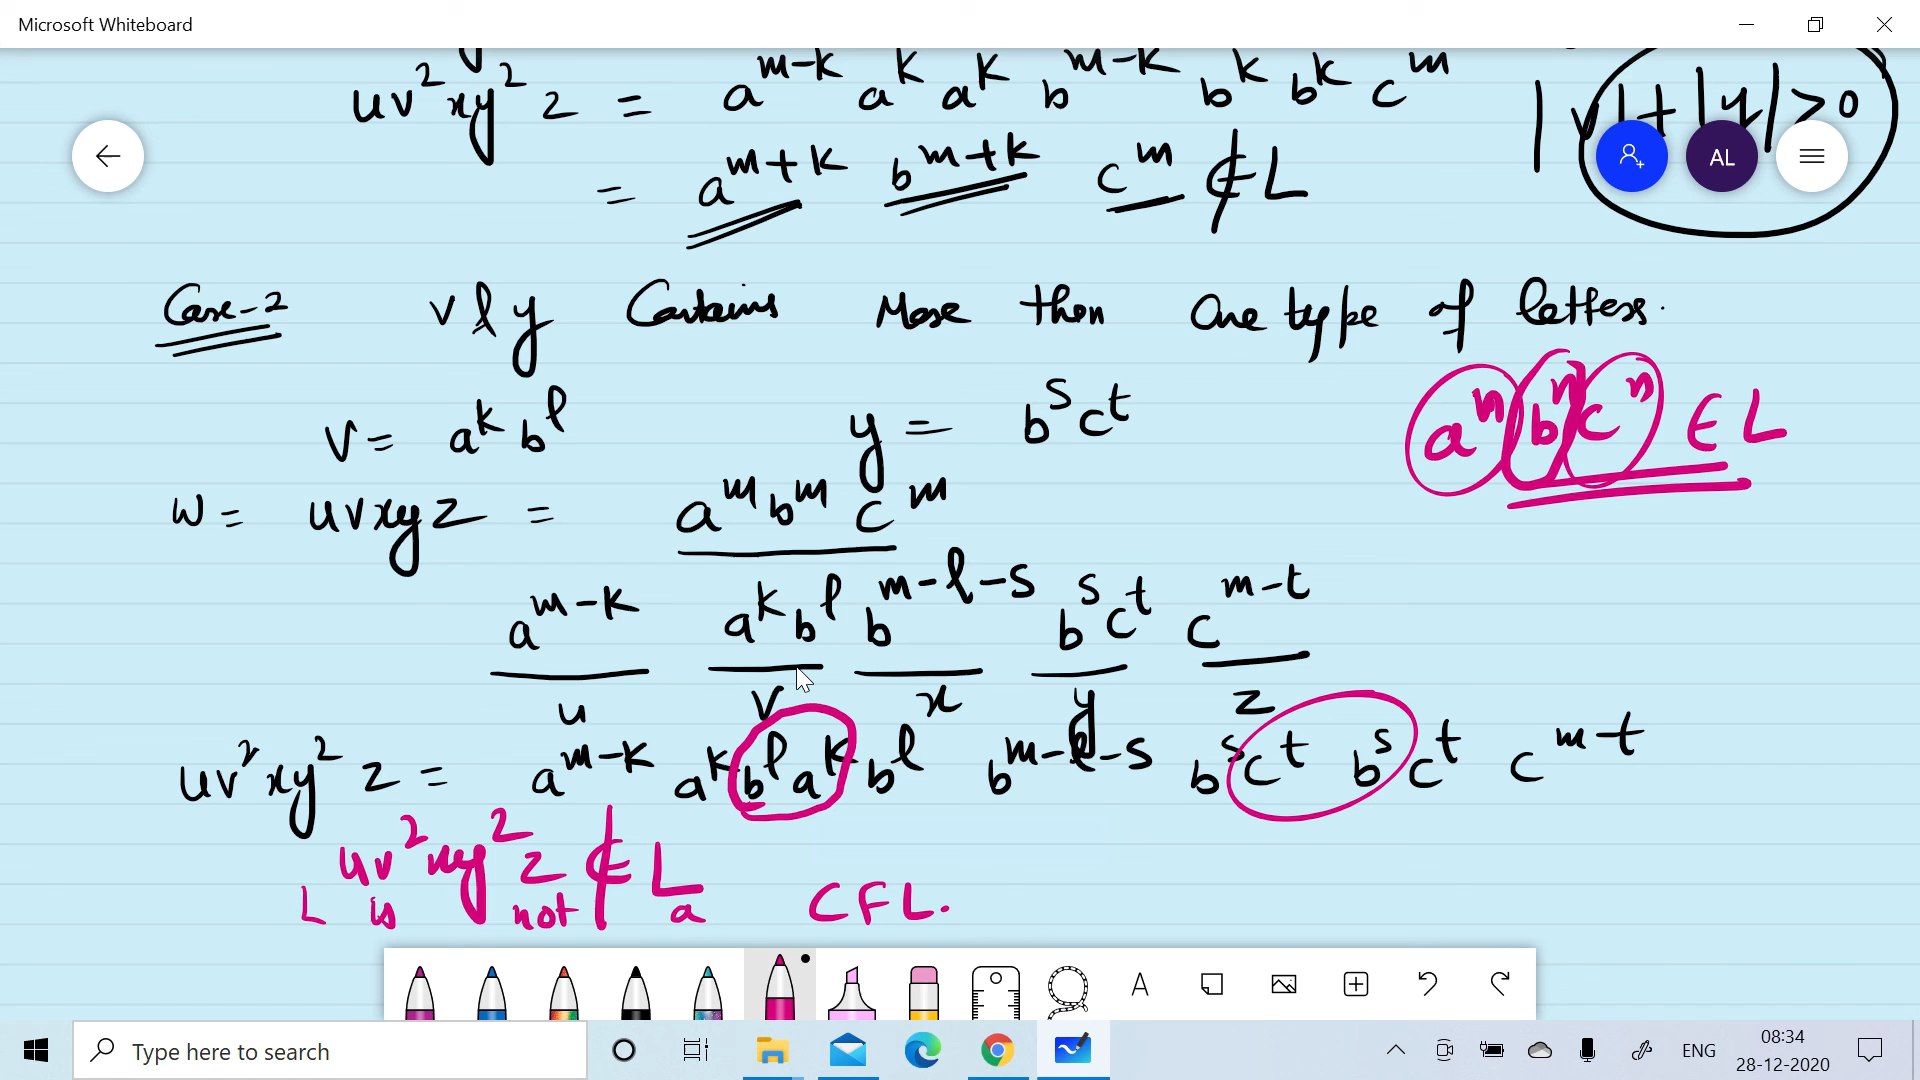 Microsoft Whiteboard
uv²xy²z = a^{m-k} a^k a^k b^{m-k} b^k b^k c^m
|v|+|y|>0
= a^{m+k} b^{m+k} c^m ∉ L
AL
Case-2 v & y Contains More then One type of letters.
v = a^k b^l y = b^s c^t
a^n b^n c^n ∈ L
w = uvxyz = a^m b^m c^m
a^{m-k} a^k b^l b^{m-l-s} b^s c^t c^{m-t}
u v x y z
uv²xy²z = a^{m-k} a^k b^l a^k b^l b^{m-l-s} b^s c^t b^s c^t c^{m-t}
uv²xy²z ∉ L
L is not a CFL.
A
Type here to search
ENG
08:34
28-12-2020